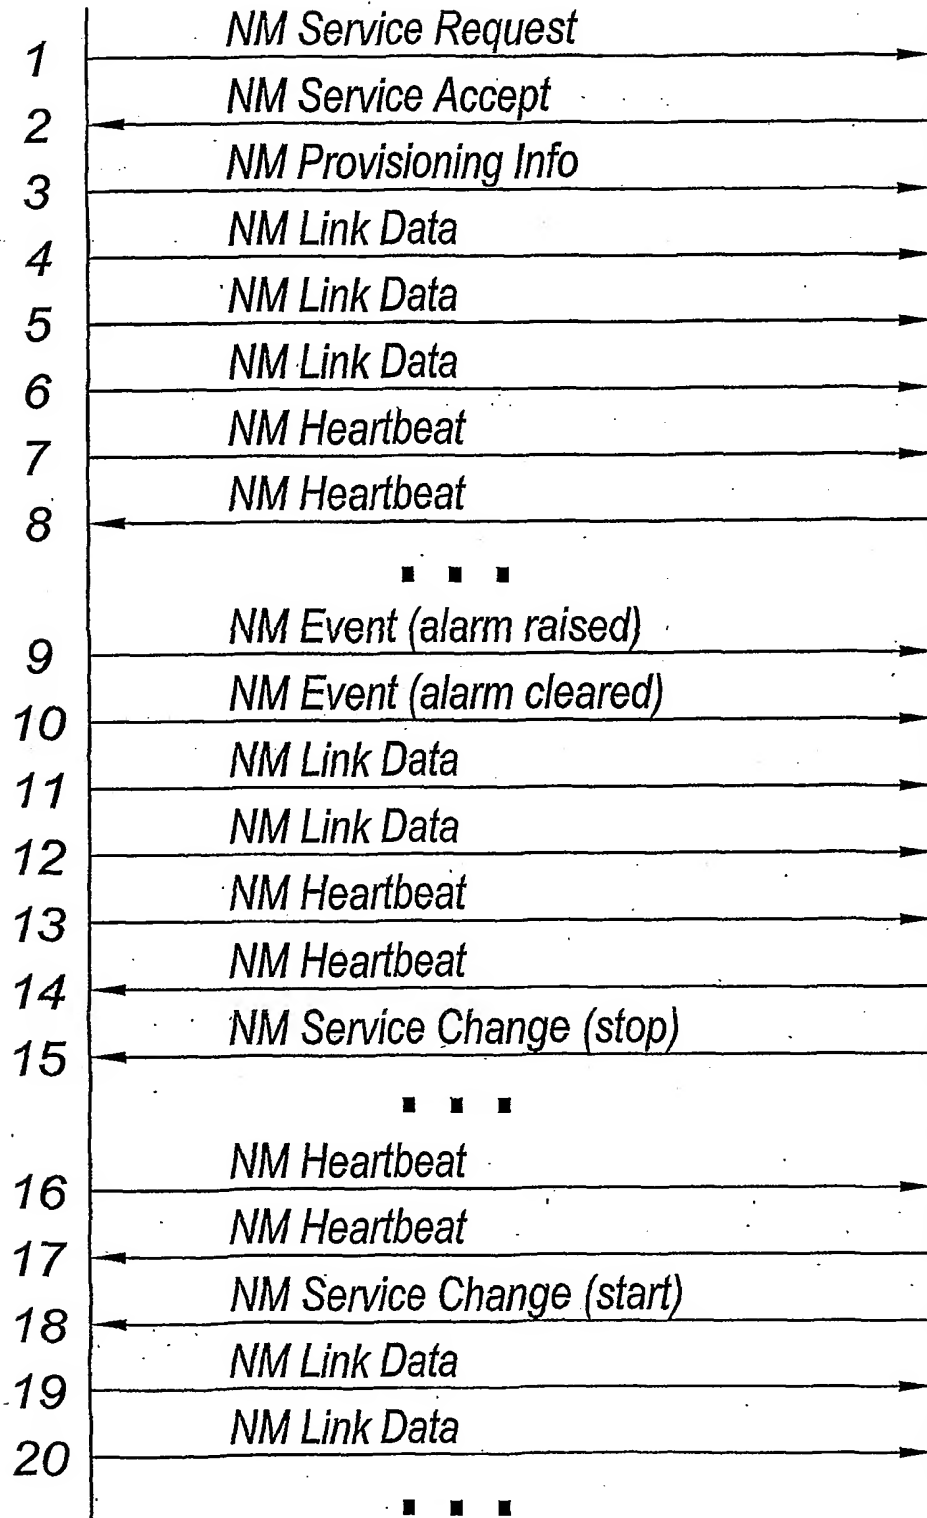 1 NM Service Request
2 NM Service Accept
3 NM Provisioning Info
4 NM Link Data
5 NM Link Data
6 NM Link Data
7 NM Heartbeat
8 NM Heartbeat
9 NM Event (alarm raised)
10 NM Event (alarm cleared)
11 NM Link Data
12 NM Link Data
13 NM Heartbeat
14 NM Heartbeat
15 NM Service Change (stop)
16 NM Heartbeat
17 NM Heartbeat
18 NM Service Change (start)
19 NM Link Data
20 NM Link Data